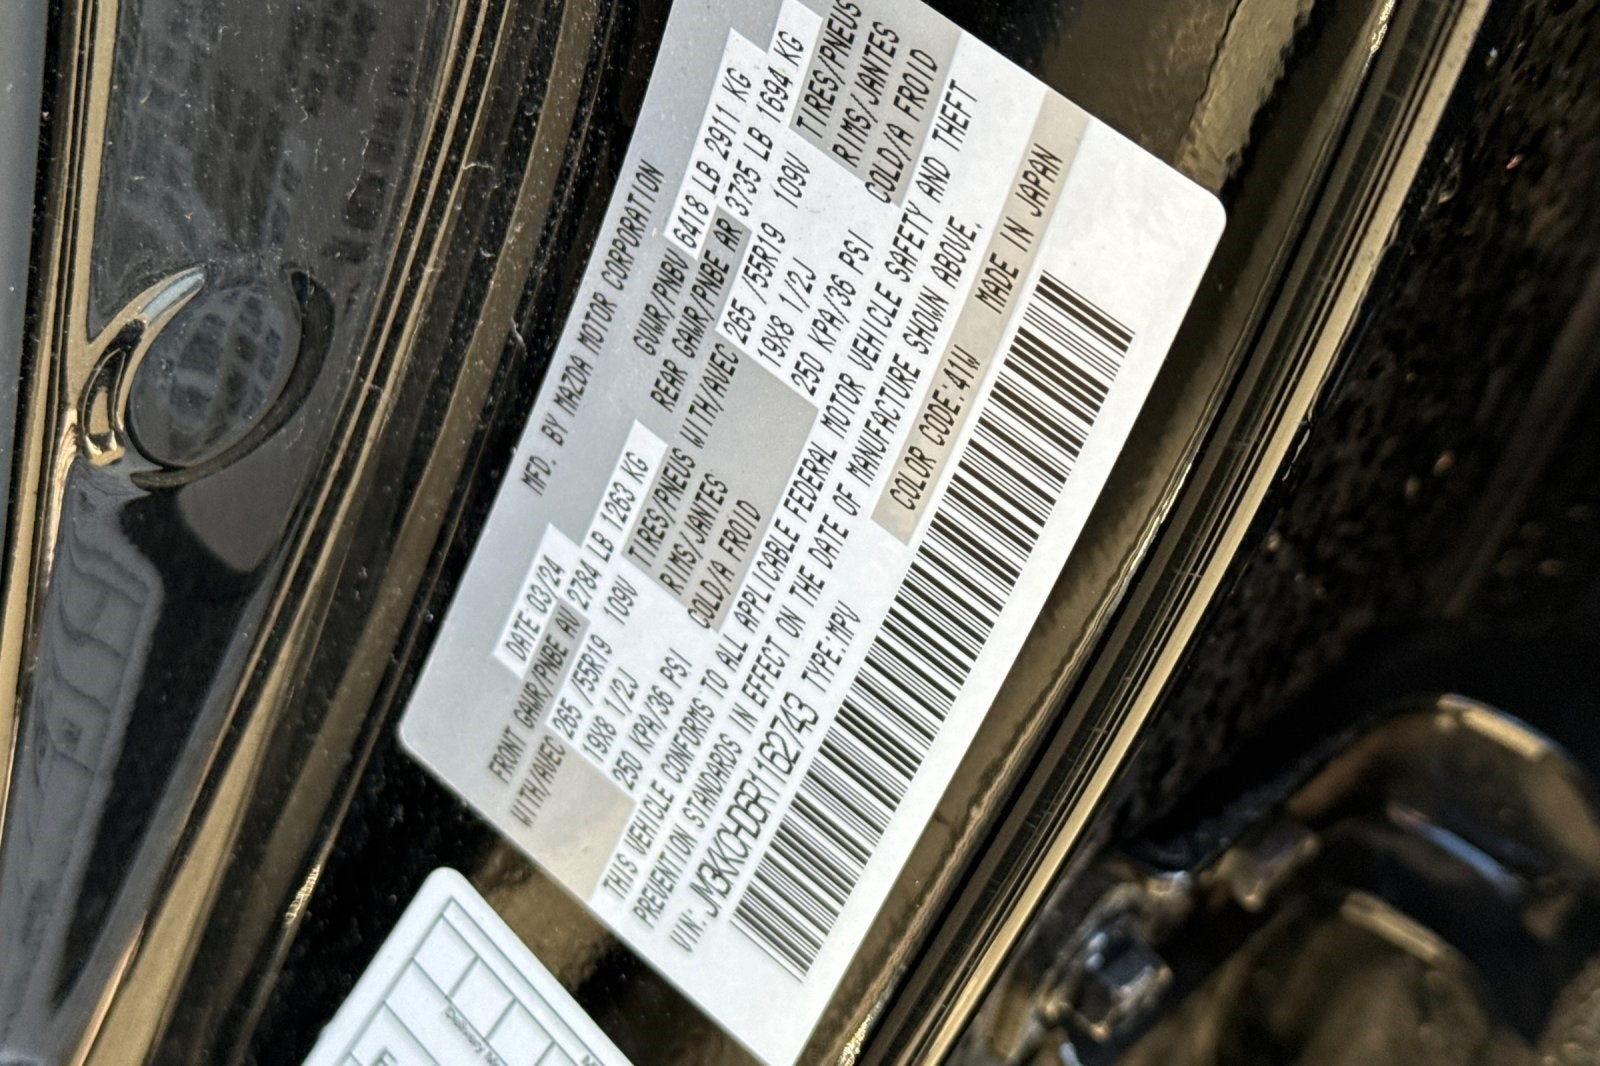 MFD. BY MAZDA MOTOR CORPORATION
DATE 03/24 GVWR/PNBV 6418 LB 2911 KG
FRONT GAWR/PNBE AV 2784 LB 1263 KG REAR GAWR/PNBE AR 3735 LB 1694 KG
WITH/AVEC 265 /55R19 109V TIRES/PNEUS WITH/AVEC 265 /55R19 109V TIRES/PNEUS
19X8 1/2J RIMS/JANTES 19X8 1/2J RIMS/JANTES
250 KPA/36 PSI COLD/A FROID 250 KPA/36 PSI COLD/A FROID
THIS VEHICLE CONFORMS TO ALL APPLICABLE FEDERAL MOTOR VEHICLE SAFETY AND THEFT
PREVENTION STANDARDS IN EFFECT ON THE DATE OF MANUFACTURE SHOWN ABOVE.
VIN: JM3KKCHD3R1162743 TYPE:MPV COLOR CODE:41W MADE IN JAPAN
Delivery